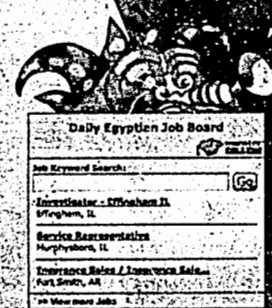 Daily Egyptian Job Board
Job Keyword Search:
Go
Investigator - Effingham IL
Effingham, IL
Service Representative
Murphysboro, IL
Insurance Sales / Insurance Sale...
Fort Smith, AR
>> View more jobs